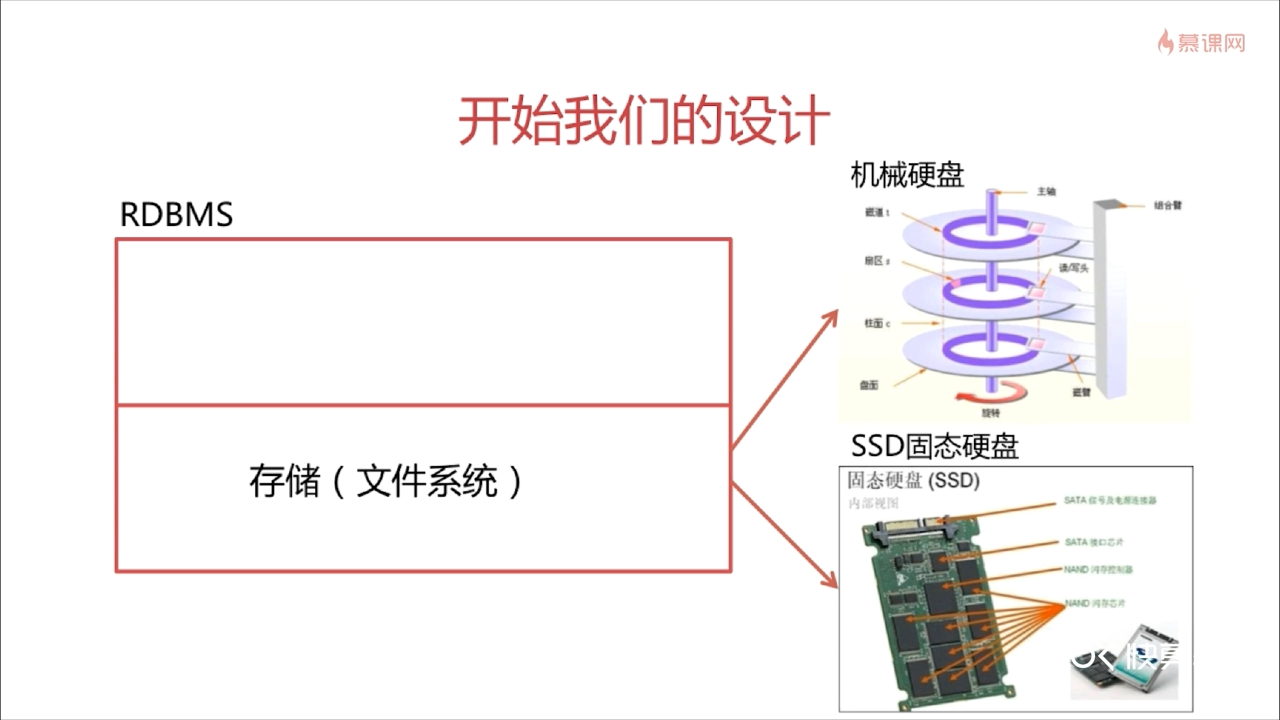 慕课网
开始我们的设计
RDBMS
存储（文件系统）
机械硬盘
主轴
组合臂
磁道 t
扇区 s
读/写头
柱面 c
盘面
磁臂
旋转
SSD固态硬盘
固态硬盘 (SSD)
内部视图
SATA 信号及电源连接器
SATA 接口芯片
NAND 闪存控制器
NAND 闪存芯片